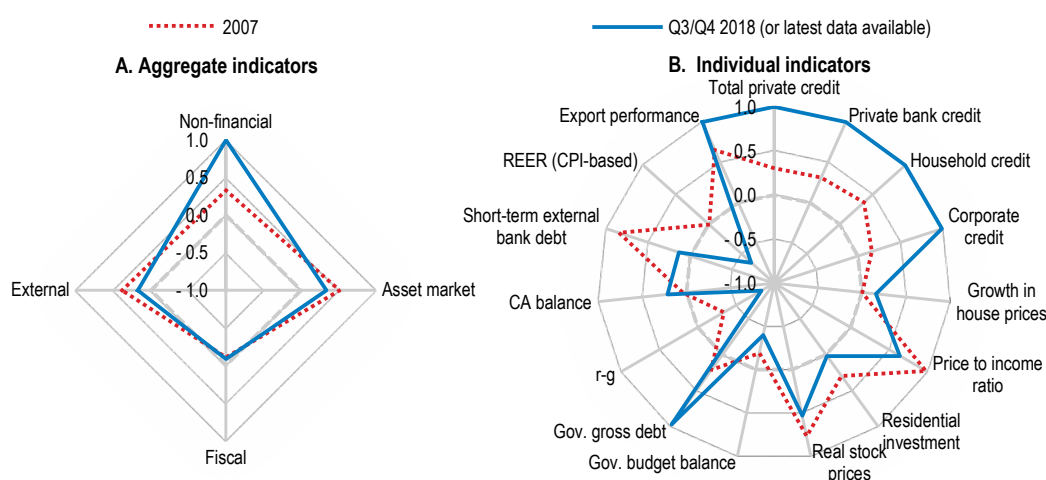 2007
Q3/Q4 2018 (or latest data available)
A. Aggregate indicators
Non-financial
1.0
0.5
0.0
- 0.5
- 1.0
External
Asset market
Fiscal
B. Individual indicators
Total private credit
1.0
0.5
0.0
- 0.5
- 1.0
Private bank credit
Household credit
Corporate
credit
Growth in
house prices
Price to income
ratio
Residential
investment
Real stock
prices
Gov. budget balance
Gov. gross debt
r-g
CA balance
Short-term external
bank debt
REER (CPI-based)
Export performance